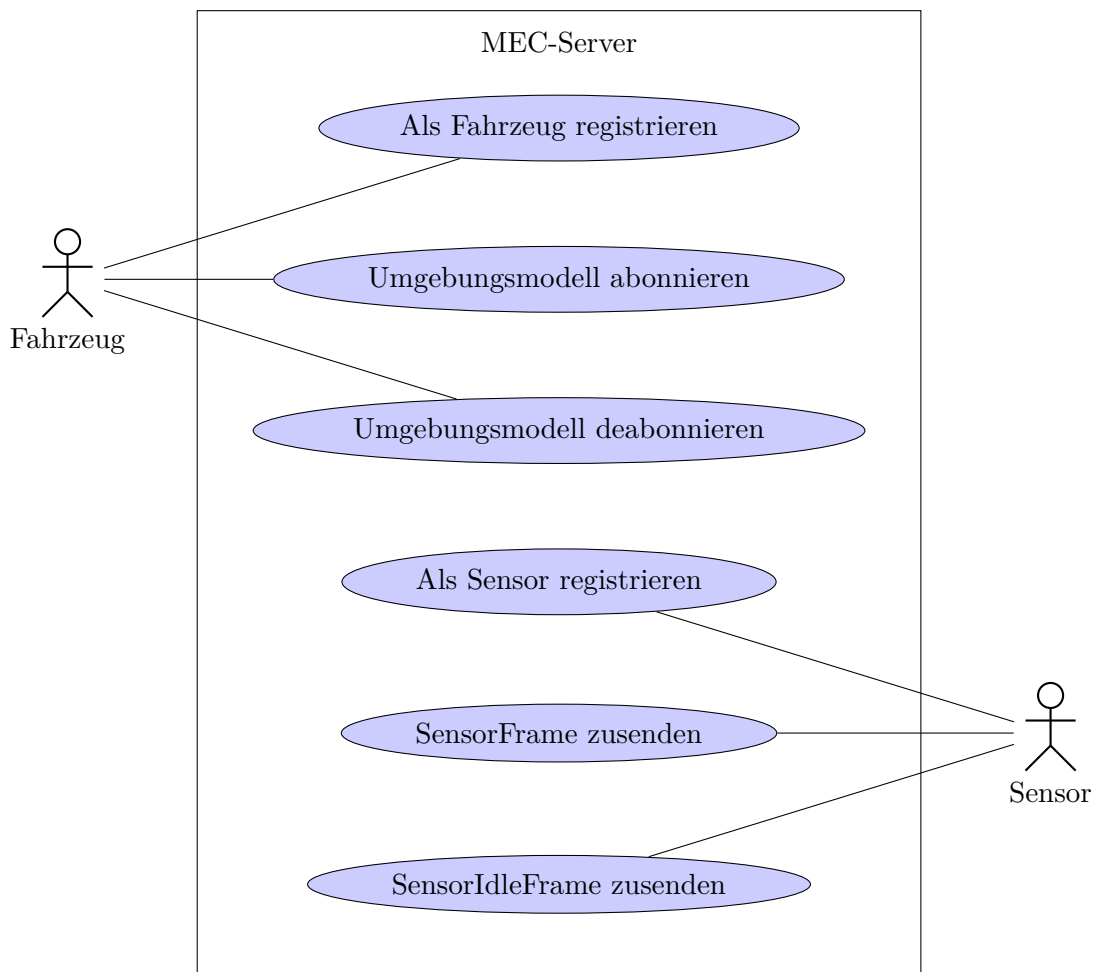 MEC-Server
Als Fahrzeug registrieren
Umgebungsmodell abonnieren
Fahrzeug
Umgebungsmodell deabonnieren
Als Sensor registrieren
SensorFrame zusenden
Sensor
SensorIdleFrame zusenden